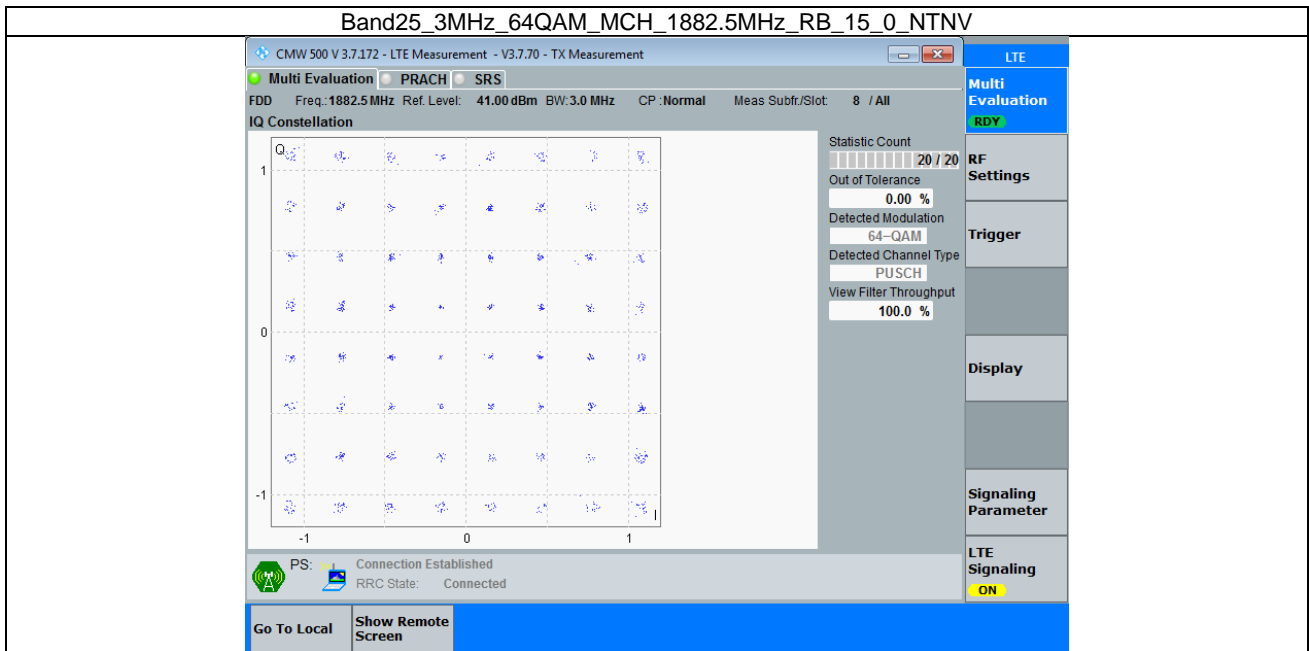 Band25_3MHz_64QAM_MCH_1882.5MHz_RB_15_0_NTNV
CMW 500 V 3.7.172 - LTE Measurement - V3.7.70 - TX Measurement
LTE
Multi Evaluation PRACH SRS
FDD Freq.:1882.5 MHz Ref. Level: 41.00 dBm BW:3.0 MHz CP :Normal Meas Subfr./Slot: 8 / All
IQ Constellation
Multi
Evaluation
RDY
Q
1
0
-1
-1 0 1
I
Statistic Count
20 / 20
Out of Tolerance
0.00 %
Detected Modulation
64-QAM
Detected Channel Type
PUSCH
View Filter Throughput
100.0 %
RF
Settings
Trigger
Display
Signaling
Parameter
LTE
Signaling
ON
PS: Connection Established
RRC State: Connected
Go To Local
Show Remote
Screen